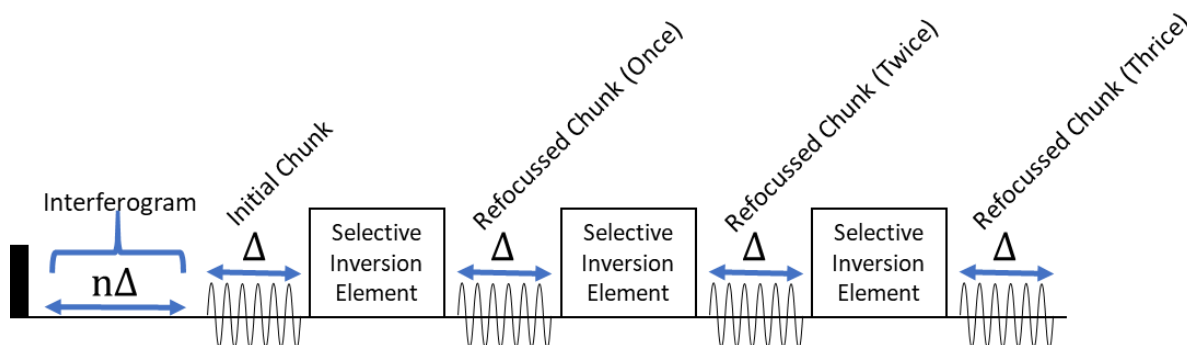 Interferogram
nΔ
Initial Chunk
Δ
Selective
Inversion
Element
Refocussed Chunk (Once)
Δ
Selective
Inversion
Element
Refocussed Chunk (Twice)
Δ
Selective
Inversion
Element
Refocussed Chunk (Thrice)
Δ